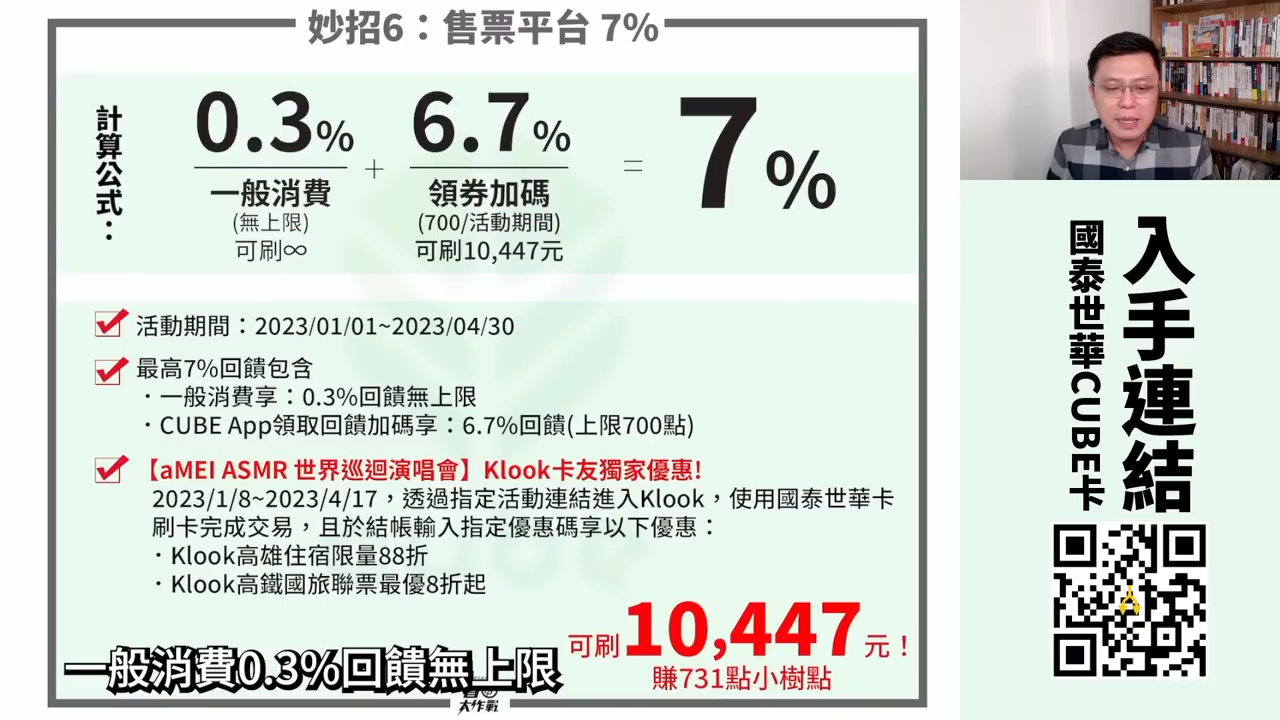 妙招6：售票平台 7%
計算公式：
0.3%
一般消費
(無上限)
可刷∞
+
6.7%
領券加碼
(700/活動期間)
可刷10,447元
=
7%
活動期間：2023/01/01~2023/04/30
最高7%回饋包含
・一般消費享：0.3%回饋無上限
・CUBE App領取回饋加碼享：6.7%回饋(上限700點)
【aMEI ASMR 世界巡迴演唱會】Klook卡友獨家優惠!
2023/1/8~2023/4/17，透過指定活動連結進入Klook，使用國泰世華卡
刷卡完成交易，且於結帳輸入指定優惠碼享以下優惠：
・Klook高雄住宿限量88折
・Klook高鐵國旅聯票最優8折起
可刷10,447元！
賺731點小樹點
一般消費0.3%回饋無上限
大作戰
入手連結
國泰世華CUBE卡